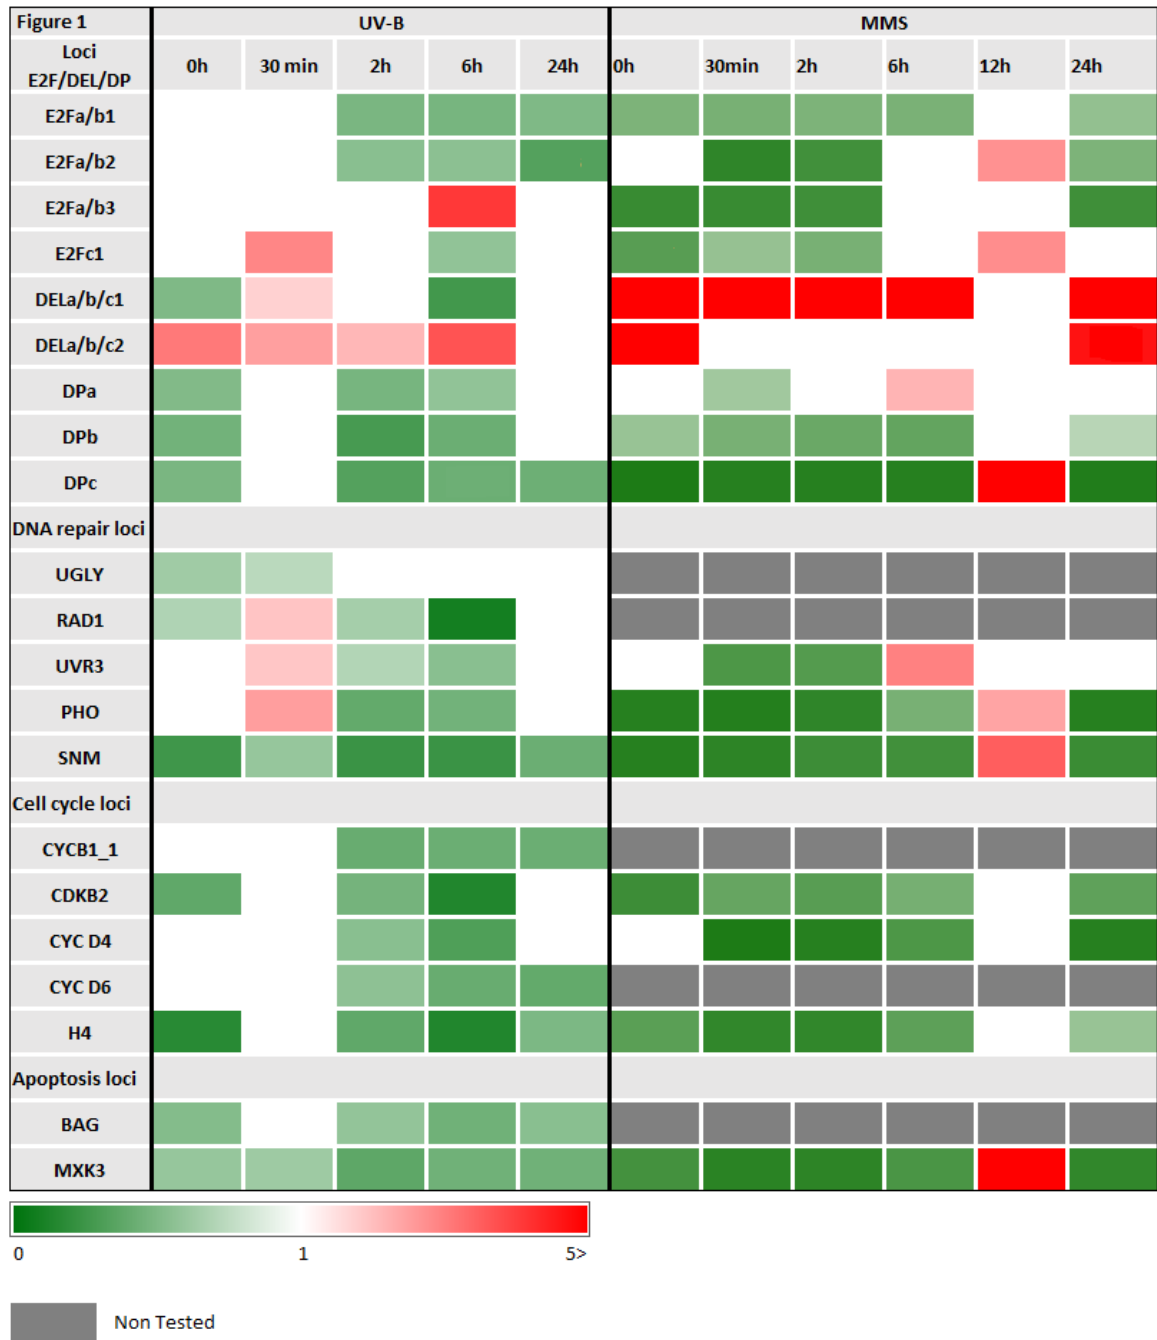 Figure 1 UV-B MMS
Loci
E2F/DEL/DP 0h 30 min 2h 6h 24h 0h 30min 2h 6h 12h 24h
E2Fa/b1
E2Fa/b2
E2Fa/b3
E2Fc1
DELa/b/c1
DELa/b/c2
DPa
DPb
DPc
DNA repair loci
UGLY
RAD1
UVR3
PHO
SNM
Cell cycle loci
CYCB1_1
CDKB2
CYC D4
CYC D6
H4
Apoptosis loci
BAG
MXK3
0 1 5>
Non Tested